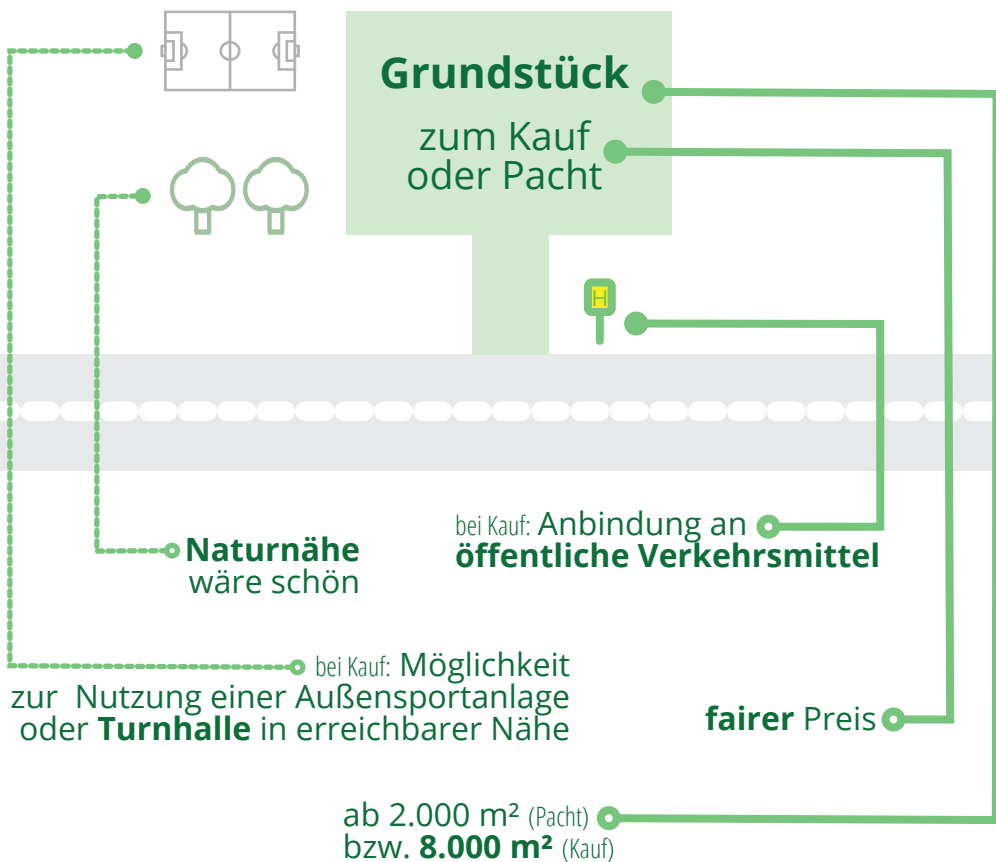 Grundstück
zum Kauf
oder Pacht
H
bei Kauf: Anbindung an
öffentliche Verkehrsmittel
Naturnähe
wäre schön
bei Kauf: Möglichkeit
zur Nutzung einer Außensportanlage
oder Turnhalle in erreichbarer Nähe
fairer Preis
ab 2.000 m² (Pacht)
bzw. 8.000 m² (Kauf)